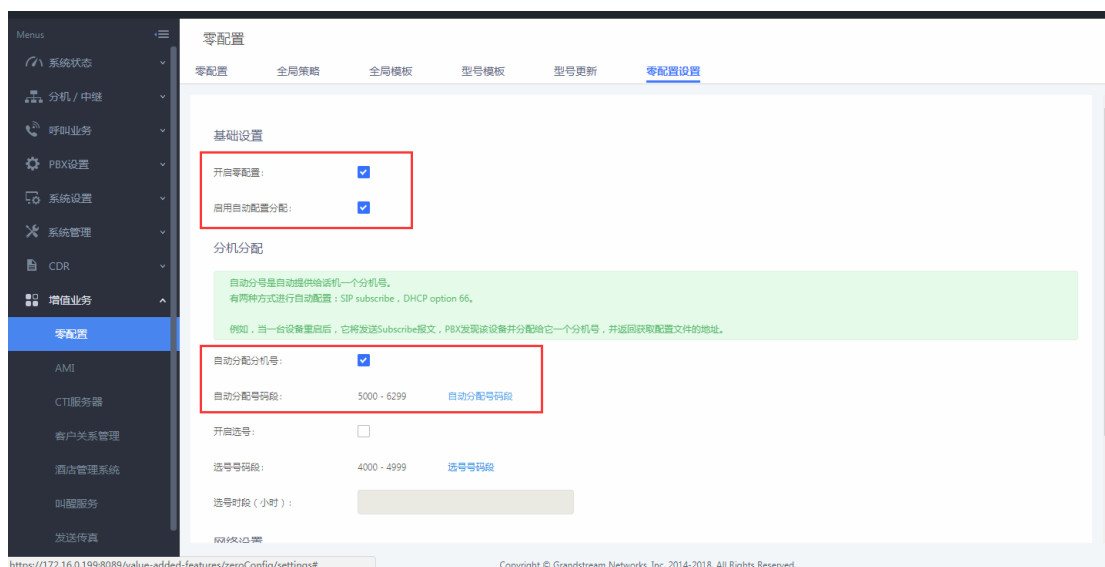 Menus
系统状态
分机 / 中继
呼叫业务
PBX设置
系统设置
系统管理
CDR
增值业务
零配置
AMI
CTI服务器
客户关系管理
酒店管理系统
叫醒服务
发送传真
零配置
零配置 全局策略 全局模板 型号模板 型号更新 零配置设置
基础设置
开启零配置:
启用自动配置分配:
分机分配
自动分号是自动提供给话机一个分机号。
有两种方式进行自动配置：SIP subscribe，DHCP option 66。
例如，当一台设备重启后，它将发送Subscribe报文，PBX发现该设备并分配给它一个分机号，并返回获取配置文件的地址。
自动分配分机号:
自动分配号码段: 5000 - 6299 自动分配号码段
开启选号:
选号号码段: 4000 - 4999 选号号码段
选号时段（小时）:
网络设置
https://172.16.0.199:8089/value-added-features/zeroConfig/settings#
Copyright © Grandstream Networks, Inc. 2014-2018. All Rights Reserved.